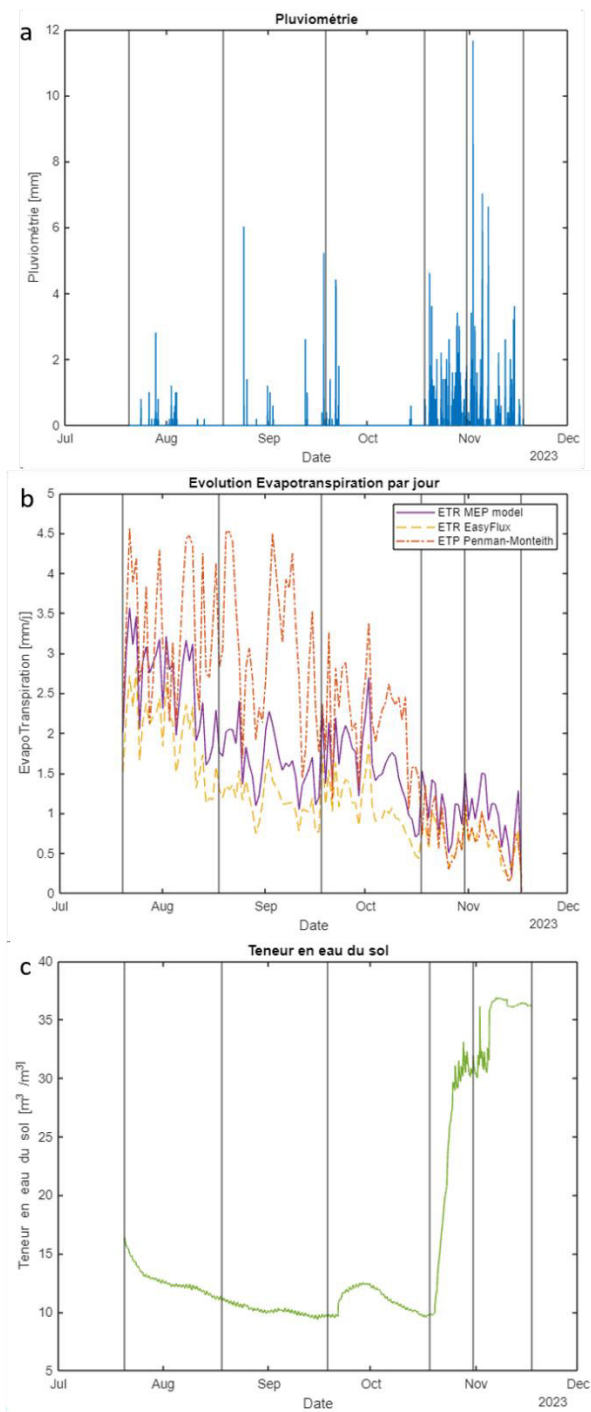 a
Pluviométrie
12
10
8
6
4
2
0
Pluviométrie [mm]
Jul Aug Sep Oct Nov Dec
Date
2023
b
Evolution Evapotranspiration par jour
5
4.5
4
3.5
3
2.5
2
1.5
1
0.5
0
EvapoTranspiration [mm/j]
ETR MEP model
ETR EasyFlux
ETP Penman-Monteith
Jul Aug Sep Oct Nov Dec
Date
2023
c
Teneur en eau du sol
40
35
30
25
20
15
10
5
Teneur en eau du sol [m³ /m³]
Jul Aug Sep Oct Nov Dec
Date
2023